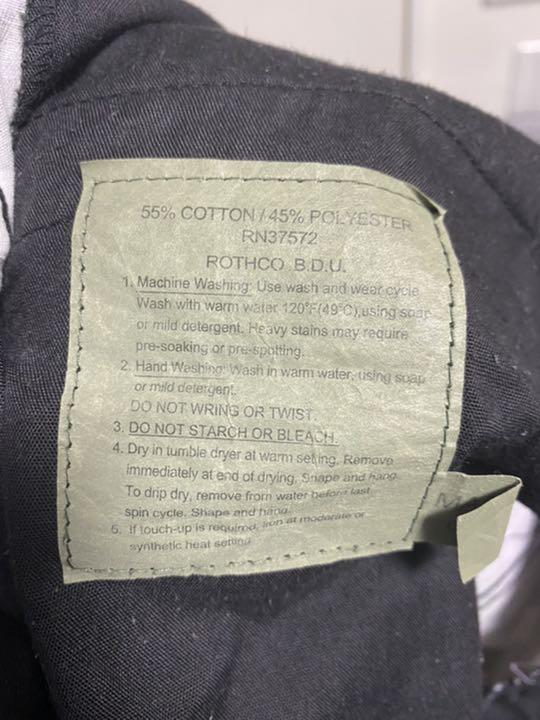 55% COTTON / 45% POLYESTER
RN37572
ROTHCO B.D.U.
1. Machine Washing: Use wash and wear cycle
Wash with warm water 120°F(49°C),using soap
or mild detergent. Heavy stains may require
pre-soaking or pre-spotting.
2. Hand Washing: Wash in warm water, using soap
or mild detergent.
DO NOT WRING OR TWIST.
3. DO NOT STARCH OR BLEACH.
4. Dry in tumble dryer at warm setting. Remove
immediately at end of drying. Shape and hang.
To drip dry, remove from water before last
spin cycle. Shape and hang.
5. If touch-up is required, iron at moderate or
synthetic heat setting
M